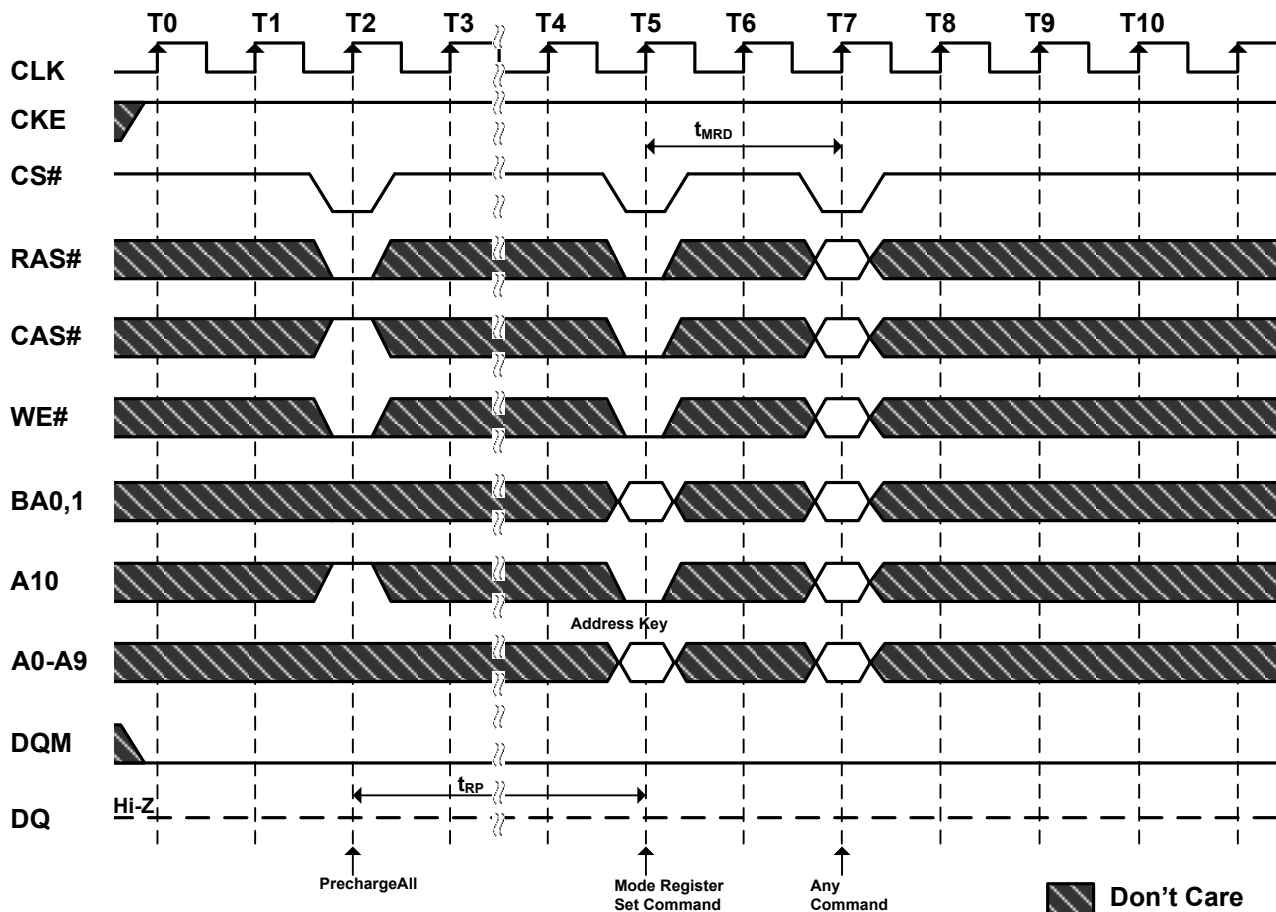 T0 T1 T2 T3 T4 T5 T6 T7 T8 T9 T10
CLK
CKE
tMRD
CS#
RAS#
CAS#
WE#
BA0,1
A10
Address Key
A0-A9
DQM
tRP
Hi-Z
DQ
PrechargeAll
Mode Register
Set Command
Any
Command
Don't Care